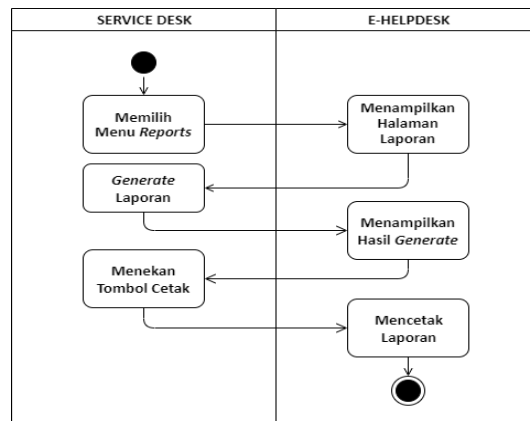 SERVICE DESK
E-HELPDESK
Memilih
Menu Reports
Menampilkan
Halaman
Laporan
Generate
Laporan
Menampilkan
Hasil Generate
Menekan
Tombol Cetak
Mencetak
Laporan